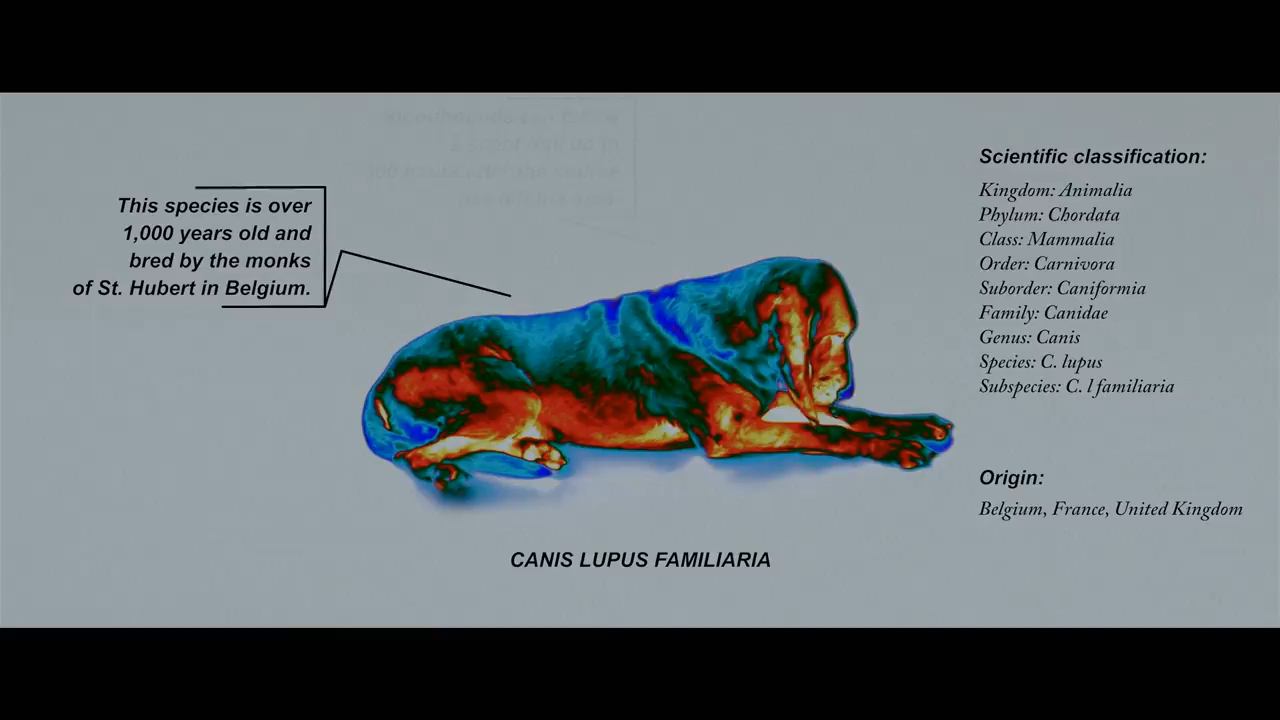 This species is over
1,000 years old and
bred by the monks
of St. Hubert in Belgium.
Scientific classification:
Kingdom: Animalia
Phylum: Chordata
Class: Mammalia
Order: Carnivora
Suborder: Caniformia
Family: Canidae
Genus: Canis
Species: C. lupus
Subspecies: C. l familiaria
Origin:
Belgium, France, United Kingdom
CANIS LUPUS FAMILIARIA